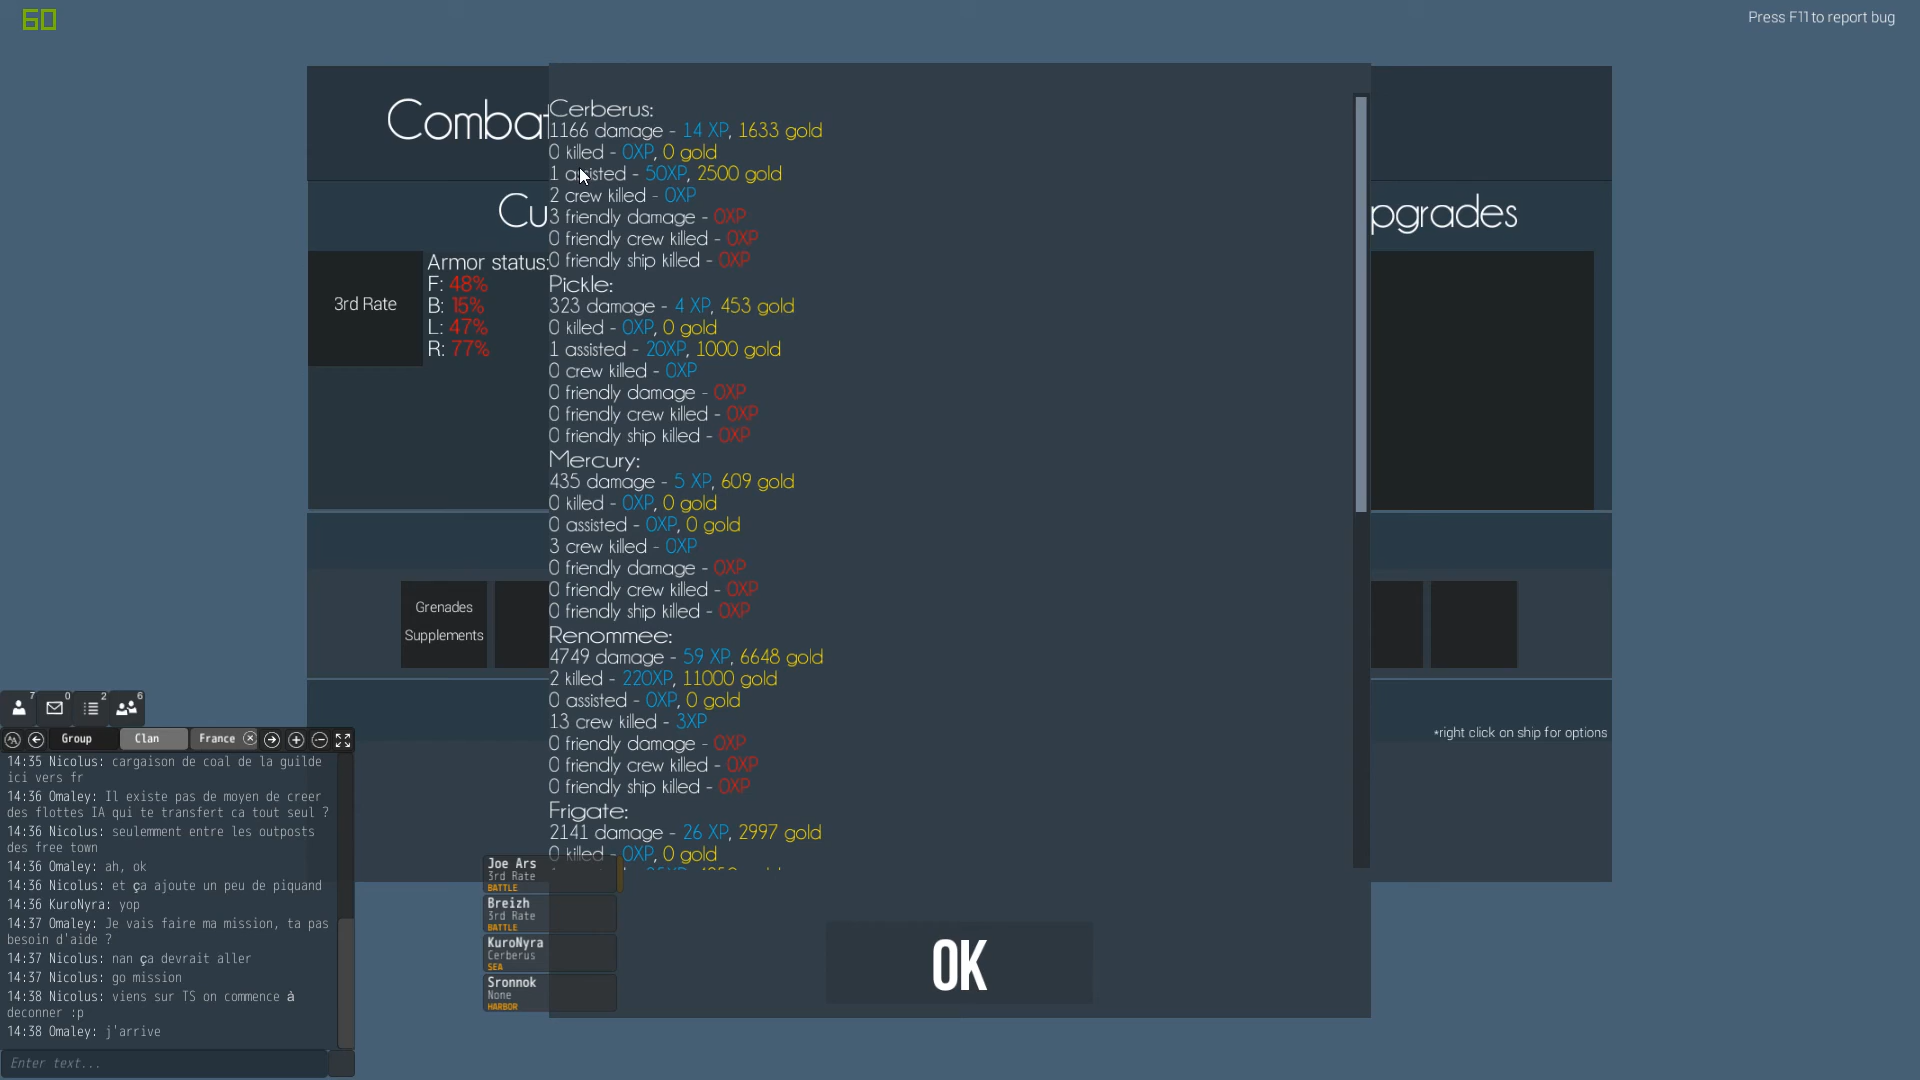 60
Press F11 to report bug
Combat
Cu
pgrades
3rd Rate
Armor status:
F: 48%
B: 15%
L: 47%
R: 77%
Cerberus:
1166 damage - 14 XP, 1633 gold
0 killed - 0XP, 0 gold
1 assisted - 50XP, 2500 gold
2 crew killed - 0XP
3 friendly damage - 0XP
0 friendly crew killed - 0XP
0 friendly ship killed - 0XP
Pickle:
323 damage - 4 XP, 453 gold
0 killed - 0XP, 0 gold
1 assisted - 20XP, 1000 gold
0 crew killed - 0XP
0 friendly damage - 0XP
0 friendly crew killed - 0XP
0 friendly ship killed - 0XP
Mercury:
435 damage - 5 XP, 609 gold
0 killed - 0XP, 0 gold
0 assisted - 0XP, 0 gold
3 crew killed - 0XP
0 friendly damage - 0XP
0 friendly crew killed - 0XP
0 friendly ship killed - 0XP
Renommee:
4749 damage - 59 XP, 6648 gold
2 killed - 220XP, 11000 gold
0 assisted - 0XP, 0 gold
13 crew killed - 3XP
0 friendly damage - 0XP
0 friendly crew killed - 0XP
0 friendly ship killed - 0XP
Frigate:
2141 damage - 26 XP, 2997 gold
0 killed - 0XP, 0 gold
Grenades
Supplements
*right click on ship for options
7 0 2 6
Group Clan France
14:35 Nicolus: cargaison de coal de la guilde
ici vers fr
14:36 Omaley: Il existe pas de moyen de creer
des flottes IA qui te transfert ca tout seul ?
14:36 Nicolus: seulemment entre les outposts
des free town
14:36 Omaley: ah, ok
14:36 Nicolus: et ça ajoute un peu de piquand
14:36 KuroNyra: yop
14:37 Omaley: Je vais faire ma mission, ta pas
besoin d'aide ?
14:37 Nicolus: nan ça devrait aller
14:37 Nicolus: go mission
14:38 Nicolus: viens sur TS on commence à
deconner :p
14:38 Omaley: j'arrive
Enter text...
Joe Ars
3rd Rate
BATTLE
Breizh
3rd Rate
BATTLE
KuroNyra
Cerberus
SEA
Sronnok
None
HARBOR
OK